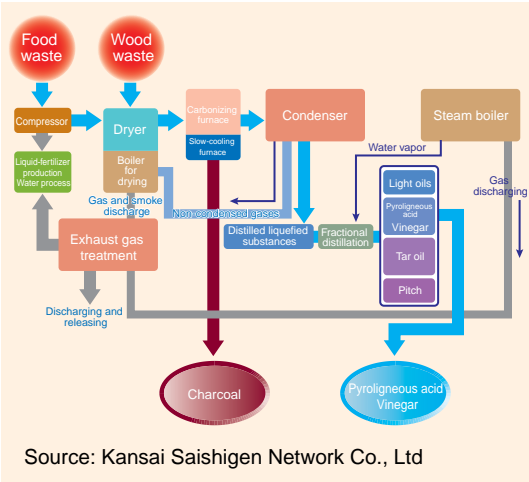 Food
waste
Wood
waste
Compressor
Dryer
Carbonizing
furnace
Slow-cooling
furnace
Condenser
Steam boiler
Liquid-fertilizer
production
Water process
Boiler
for
drying
Water vapor
Gas
discharging
Gas and smoke
discharge
Non-condensed gases
Light oils
Pyroligneous
acid
Vinegar
Distilled liquefied
substances
Fractional
distillation
Exhaust gas
treatment
Tar oil
Pitch
Discharging and
releasing
Charcoal
Pyroligneous acid
Vinegar
Source: Kansai Saishigen Network Co., Ltd